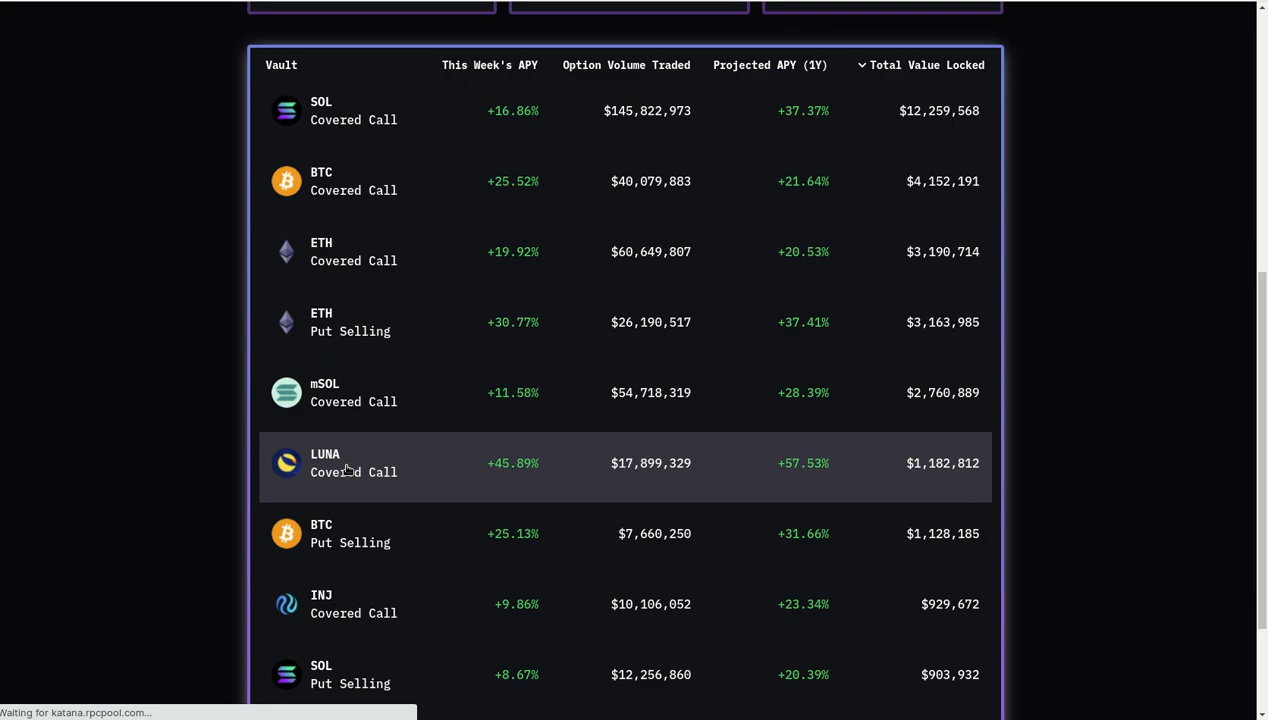 Vault This Week's APY Option Volume Traded Projected APY (1Y) Total Value Locked
SOL
Covered Call +16.86% $145,822,973 +37.37% $12,259,568
BTC
Covered Call +25.52% $40,079,883 +21.64% $4,152,191
ETH
Covered Call +19.92% $60,649,807 +20.53% $3,190,714
ETH
Put Selling +30.77% $26,190,517 +37.41% $3,163,985
mSOL
Covered Call +11.58% $54,718,319 +28.39% $2,760,889
LUNA
Covered Call +45.89% $17,899,329 +57.53% $1,182,812
BTC
Put Selling +25.13% $7,660,250 +31.66% $1,128,185
INJ
Covered Call +9.86% $10,106,052 +23.34% $929,672
SOL
Put Selling +8.67% $12,256,860 +20.39% $903,932
Waiting for katana.rpcpool.com...